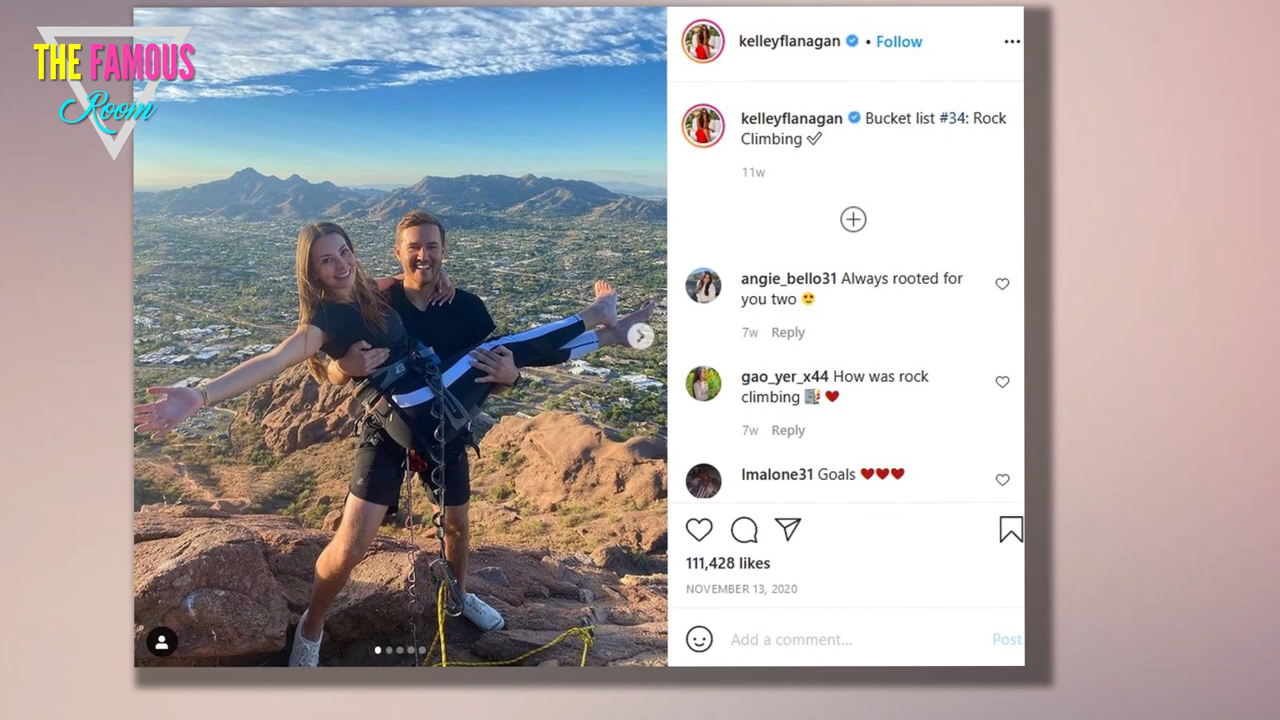 THE FAMOUS
Room
kelleyflanagan • Follow
kelleyflanagan Bucket list #34: Rock
Climbing ✓
11w
angie_bello31 Always rooted for
you two 😍
7w Reply
gao_yer_x44 How was rock
climbing 🧗 ❤️
7w Reply
lmalone31 Goals ❤️❤️❤️
111,428 likes
NOVEMBER 13, 2020
Add a comment... Post